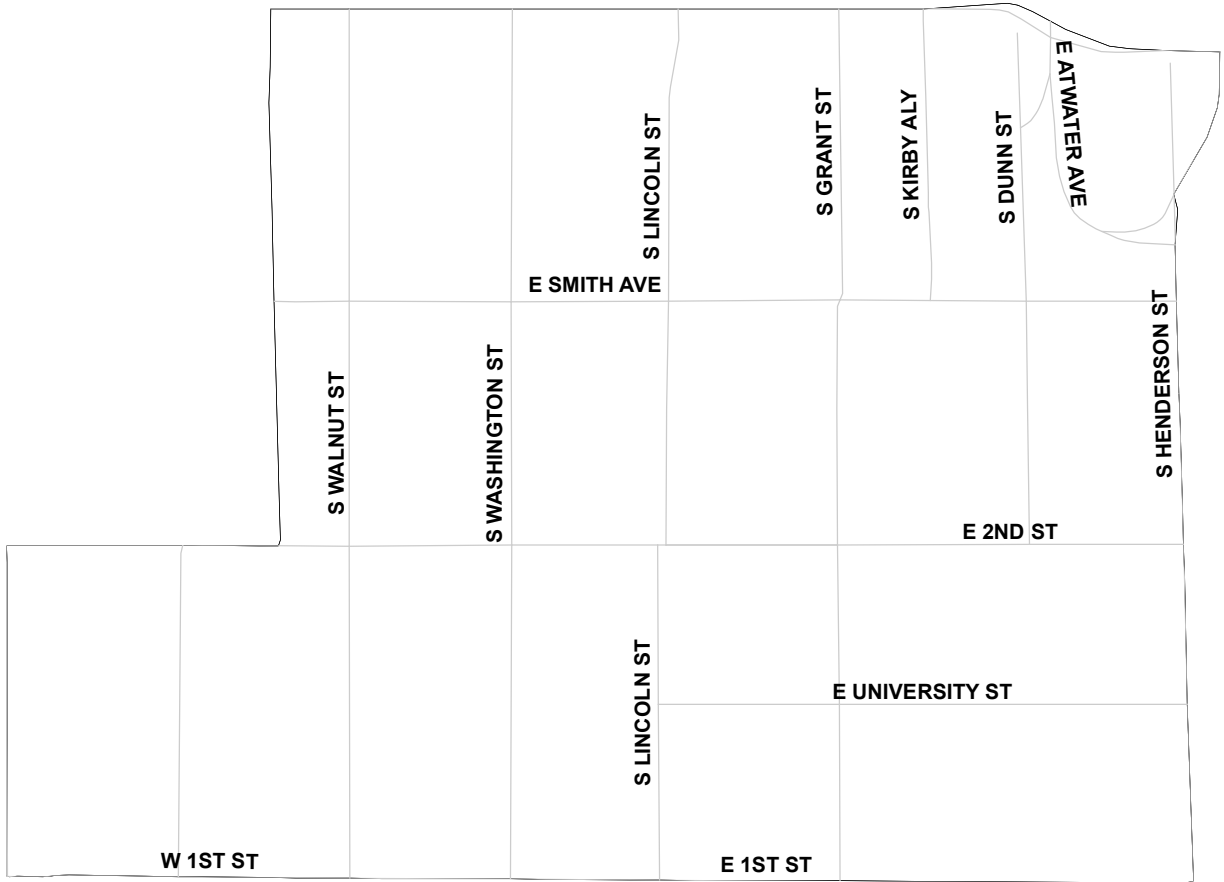 E ATWATER AVE
S LINCOLN ST
S GRANT ST
S KIRBY ALY
S DUNN ST
E SMITH AVE
S WALNUT ST
S WASHINGTON ST
S HENDERSON ST
E 2ND ST
S LINCOLN ST
E UNIVERSITY ST
W 1ST ST
E 1ST ST